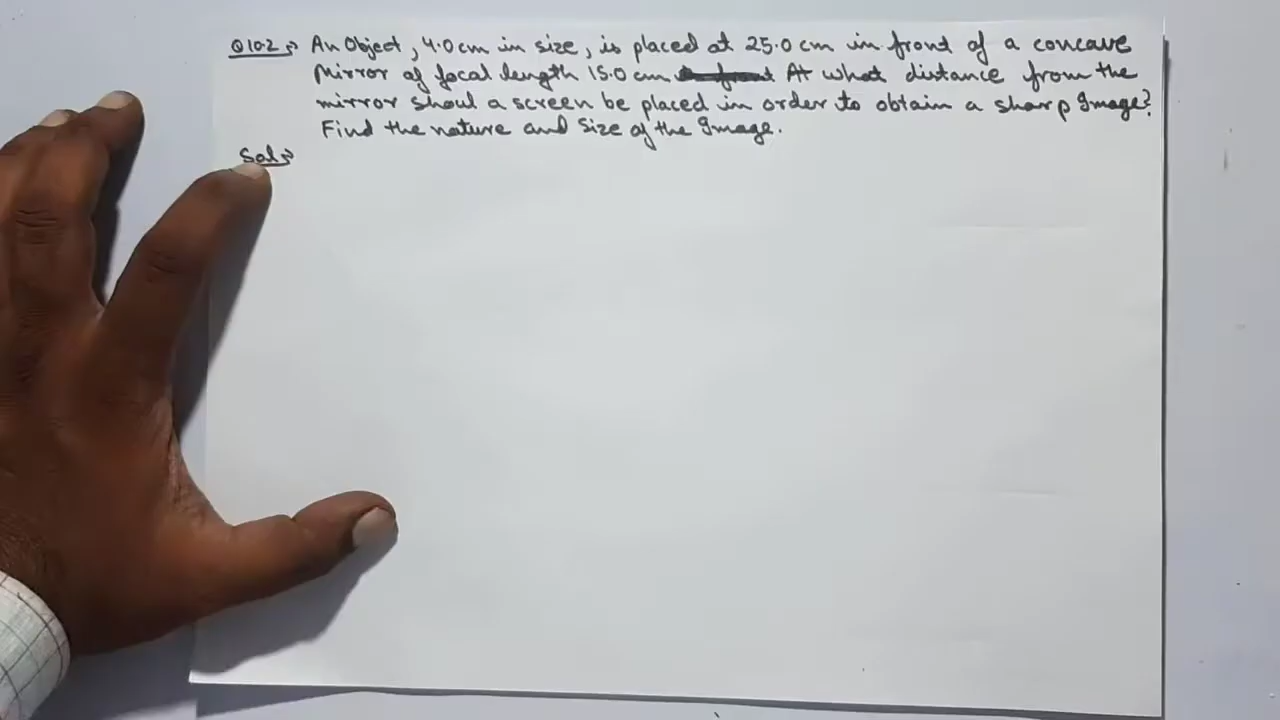 Q10.2 An Object, 4.0 cm in size, is placed at 25.0 cm in front of a concave
Mirror of focal length 15.0 cm At what distance from the
mirror shoul a screen be placed in order to obtain a sharp Image?
Find the nature and Size of the Image.
Sol